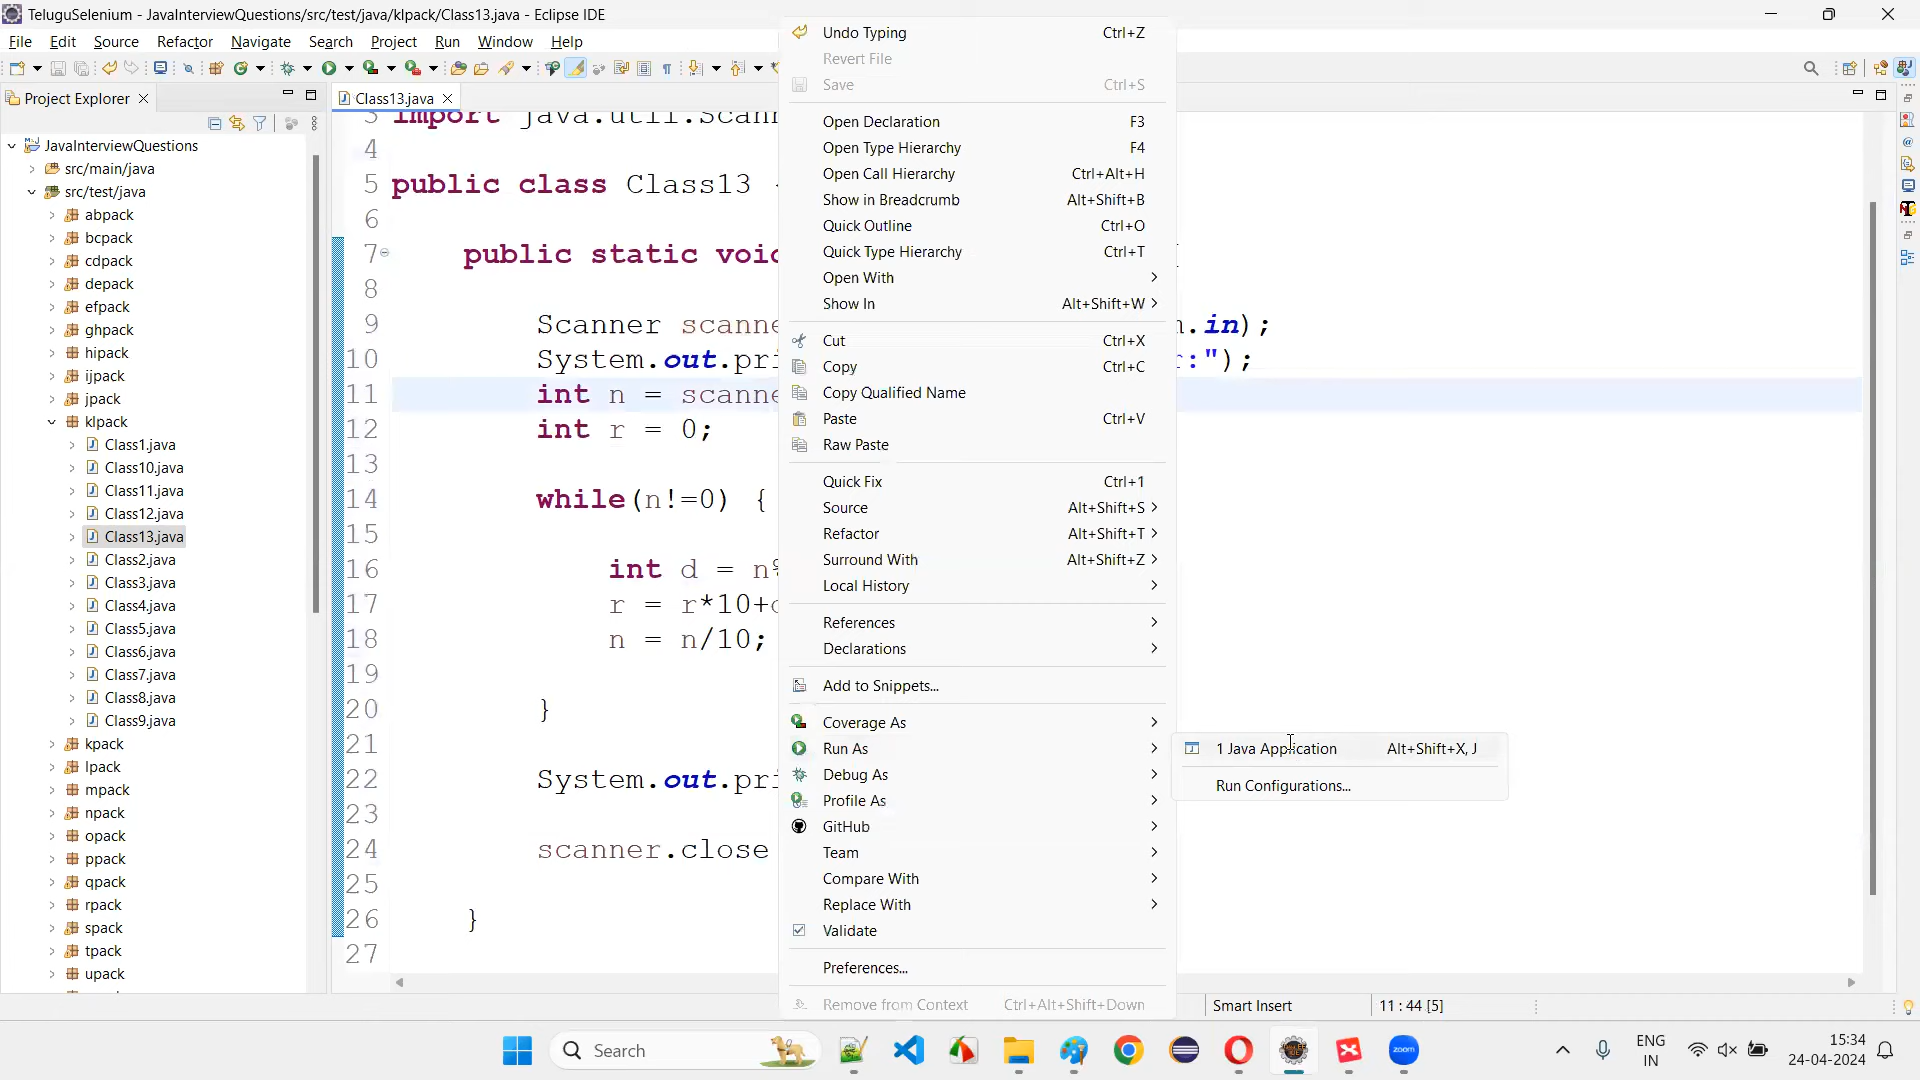 TeluguSelenium - JavaInterviewQuestions/src/test/java/klpack/Class13.java - Eclipse IDE
File Edit Source Refactor Navigate Search Project Run Window Help
Project Explorer
Class13.java
JavaInterviewQuestions
src/main/java
src/test/java
abpack
bcpack
cdpack
depack
efpack
ghpack
hipack
ijpack
jpack
klpack
Class1.java
Class10.java
Class11.java
Class12.java
Class13.java
Class2.java
Class3.java
Class4.java
Class5.java
Class6.java
Class7.java
Class8.java
Class9.java
kpack
lpack
mpack
npack
opack
ppack
qpack
rpack
spack
tpack
upack
3 import java.util.Scann
4
5 public class Class13
6
7 public static voi
8
9 Scanner scanne .in);
10 System.out.pri :");
11 int n = scanne
12 int r = 0;
13
14 while(n!=0) {
15
16 int d = n%
17 r = r*10+
18 n = n/10;
19
20 }
21
22 System.out.pri
23
24 scanner.close
25
26 }
27
Undo Typing Ctrl+Z
Revert File
Save Ctrl+S
Open Declaration F3
Open Type Hierarchy F4
Open Call Hierarchy Ctrl+Alt+H
Show in Breadcrumb Alt+Shift+B
Quick Outline Ctrl+O
Quick Type Hierarchy Ctrl+T
Open With
Show In Alt+Shift+W
Cut Ctrl+X
Copy Ctrl+C
Copy Qualified Name
Paste Ctrl+V
Raw Paste
Quick Fix Ctrl+1
Source Alt+Shift+S
Refactor Alt+Shift+T
Surround With Alt+Shift+Z
Local History
References
Declarations
Add to Snippets...
Coverage As
Run As
Debug As
Profile As
GitHub
Team
Compare With
Replace With
Validate
Preferences...
Remove from Context Ctrl+Alt+Shift+Down
1 Java Application Alt+Shift+X, J
Run Configurations...
Smart Insert 11 : 44 [5]
Search
zoom
ENG
IN
15:34
24-04-2024